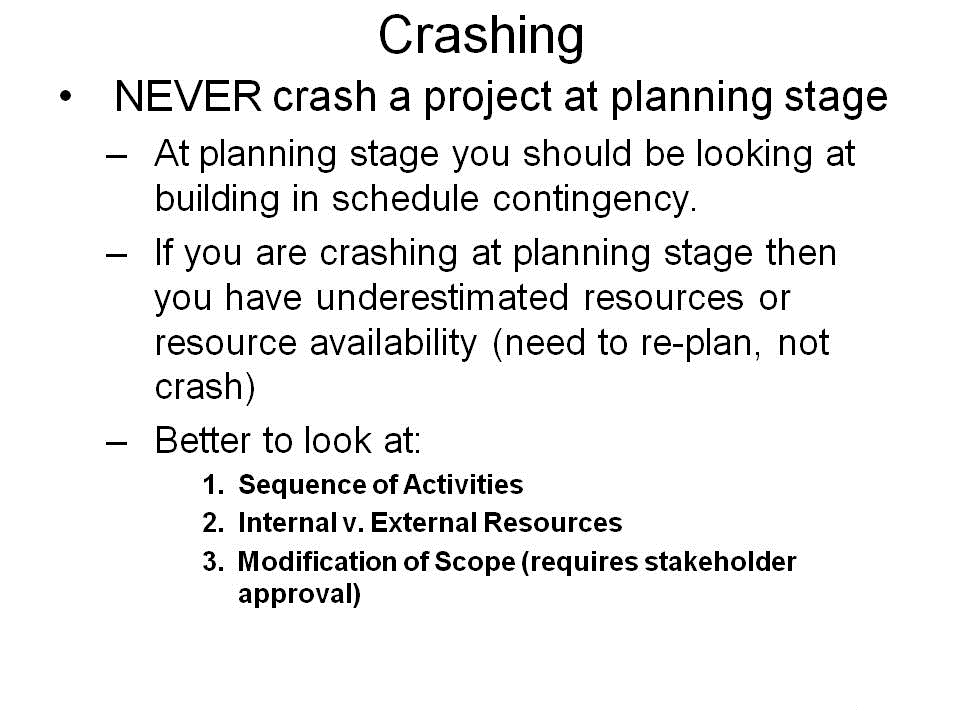 Crashing
• NEVER crash a project at planning stage
– At planning stage you should be looking at
building in schedule contingency.
– If you are crashing at planning stage then
you have underestimated resources or
resource availability (need to re-plan, not
crash)
– Better to look at:
1. Sequence of Activities
2. Internal v. External Resources
3. Modification of Scope (requires stakeholder
approval)